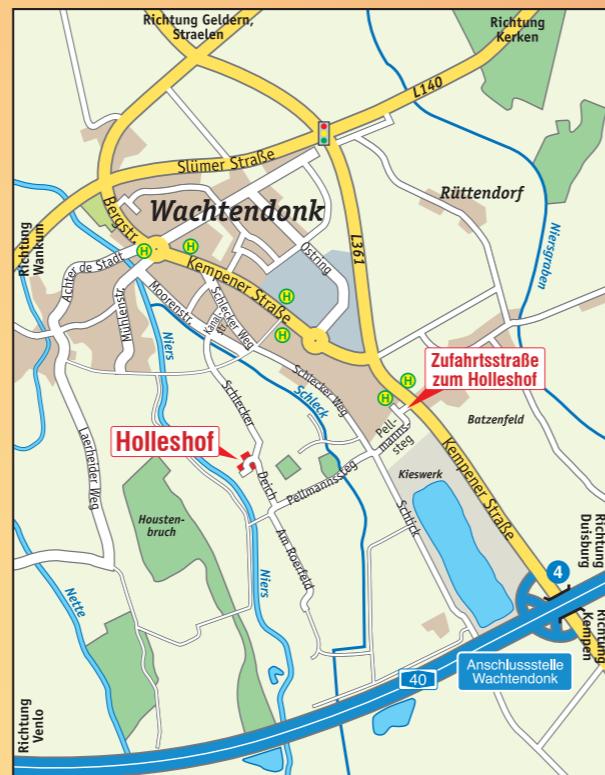 Richtung Geldern,
Straelen
Richtung
Kerken
L140
Slümer Straße
Bergstr.
Wachtendonk
Rüttendorf
Richtung
Wankum
Achter de Stadt
H
H
Ostring
L361
Niersgraben
Kempener Straße
Mühlenstr.
Moorenstr.
Schlecker Weg
Kanal-
str.
H
H
Niers
Zufahrtsstraße
zum Holleshof
Schlecker Weg
Schleck
H
H
Schlecker
Deich
Batzenfeld
Pell-
manns-
steg
Holleshof
Laerheider Weg
Kieswerk
Kempener Straße
Pellmannssteg
Schlick
Housten-
bruch
Am Roerfeld
Niers
Nette
Richtung
Duisburg
4
Richtung
Kempen
Anschlussstelle
Wachtendonk
40
Richtung
Venlo